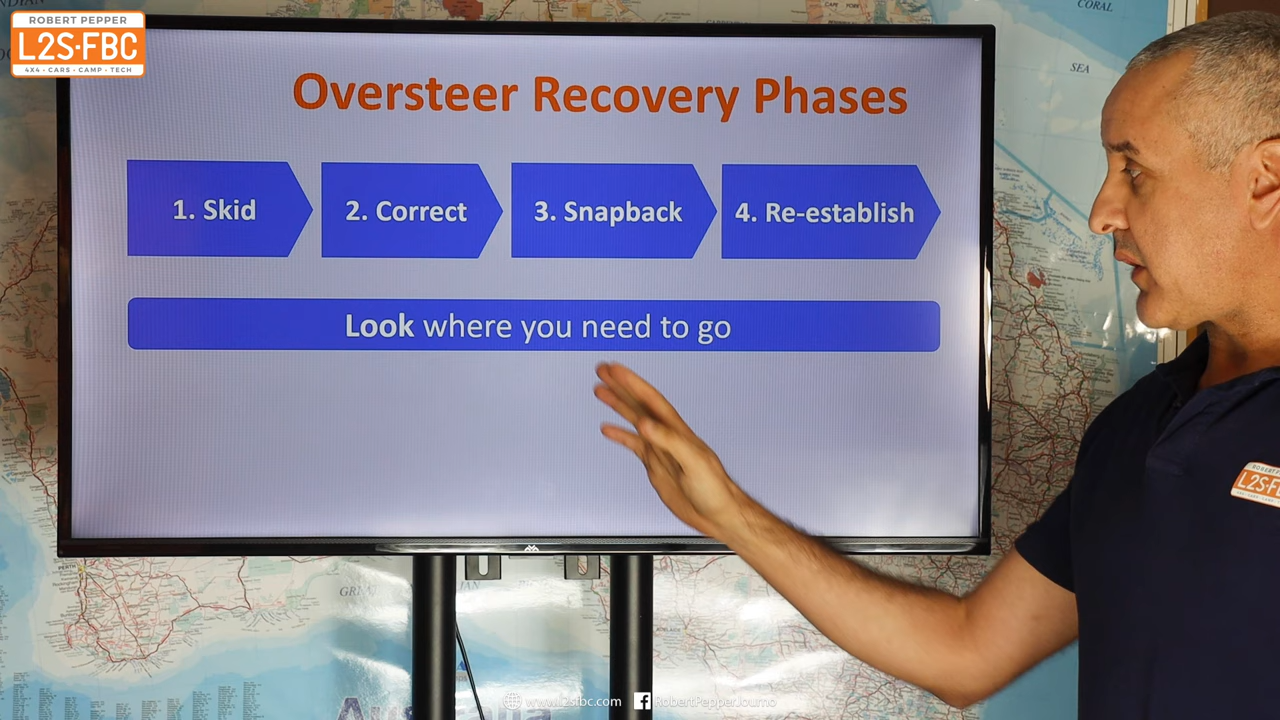 ROBERT PEPPER
L2S·FBC
4X4 • CARS • CAMP • TECH
CORAL
SEA
Oversteer Recovery Phases
1. Skid
2. Correct
3. Snapback
4. Re-establish
Look where you need to go
L2S·F
PERTH
www.l2sfbc.com
RobertPepperJourno